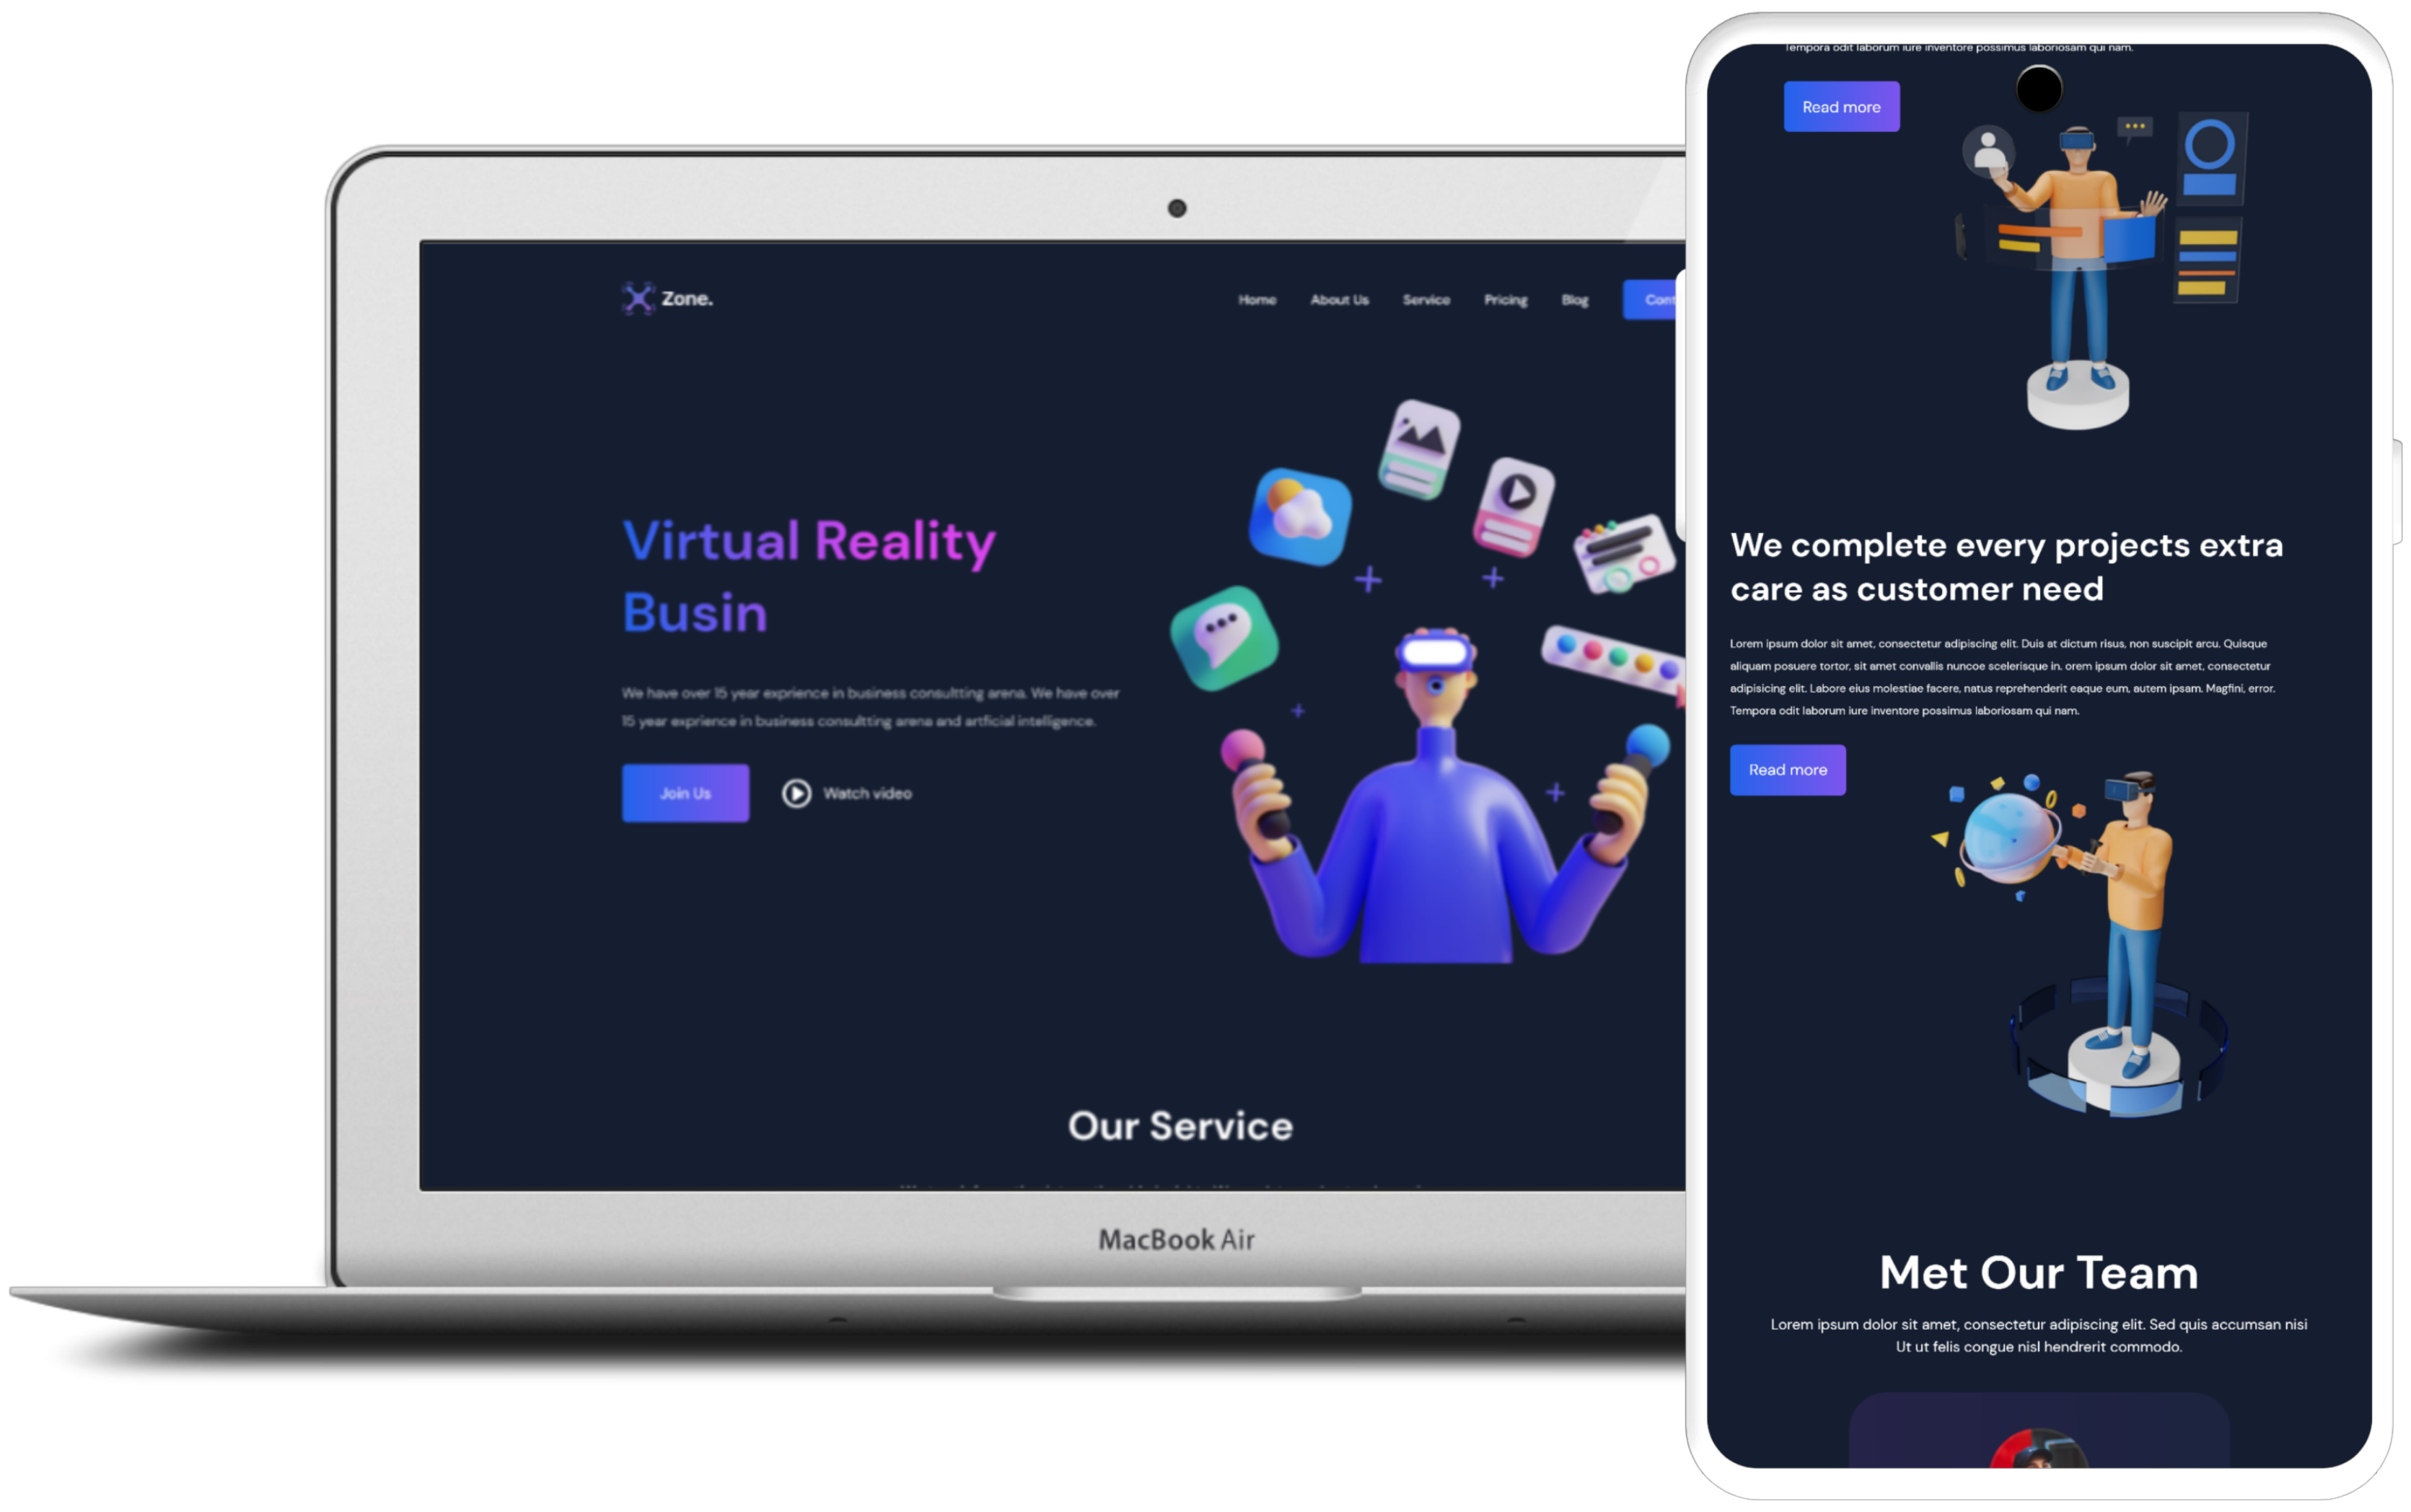 Zone.
Home About Us Service Pricing Blog Cont
Virtual Reality
Busin
We have over 15 year exprience in business consultting arena. We have over
15 year exprience in business consultting arena and artficial intelligence.
Join Us Watch video
Our Service
MacBook Air
Tempora odit laborum iure inventore possimus laboriosam qui nam.
Read more
We complete every projects extra
care as customer need
Lorem ipsum dolor sit amet, consectetur adipiscing elit. Duis at dictum risus, non suscipit arcu. Quisque
aliquam posuere tortor, sit amet convallis nuncoe scelerisque in. orem ipsum dolor sit amet, consectetur
adipisicing elit. Labore eius molestiae facere, natus reprehenderit eaque eum, autem ipsam. Magfini, error.
Tempora odit laborum iure inventore possimus laboriosam qui nam.
Read more
Met Our Team
Lorem ipsum dolor sit amet, consectetur adipiscing elit. Sed quis accumsan nisi
Ut ut felis congue nisl hendrerit commodo.